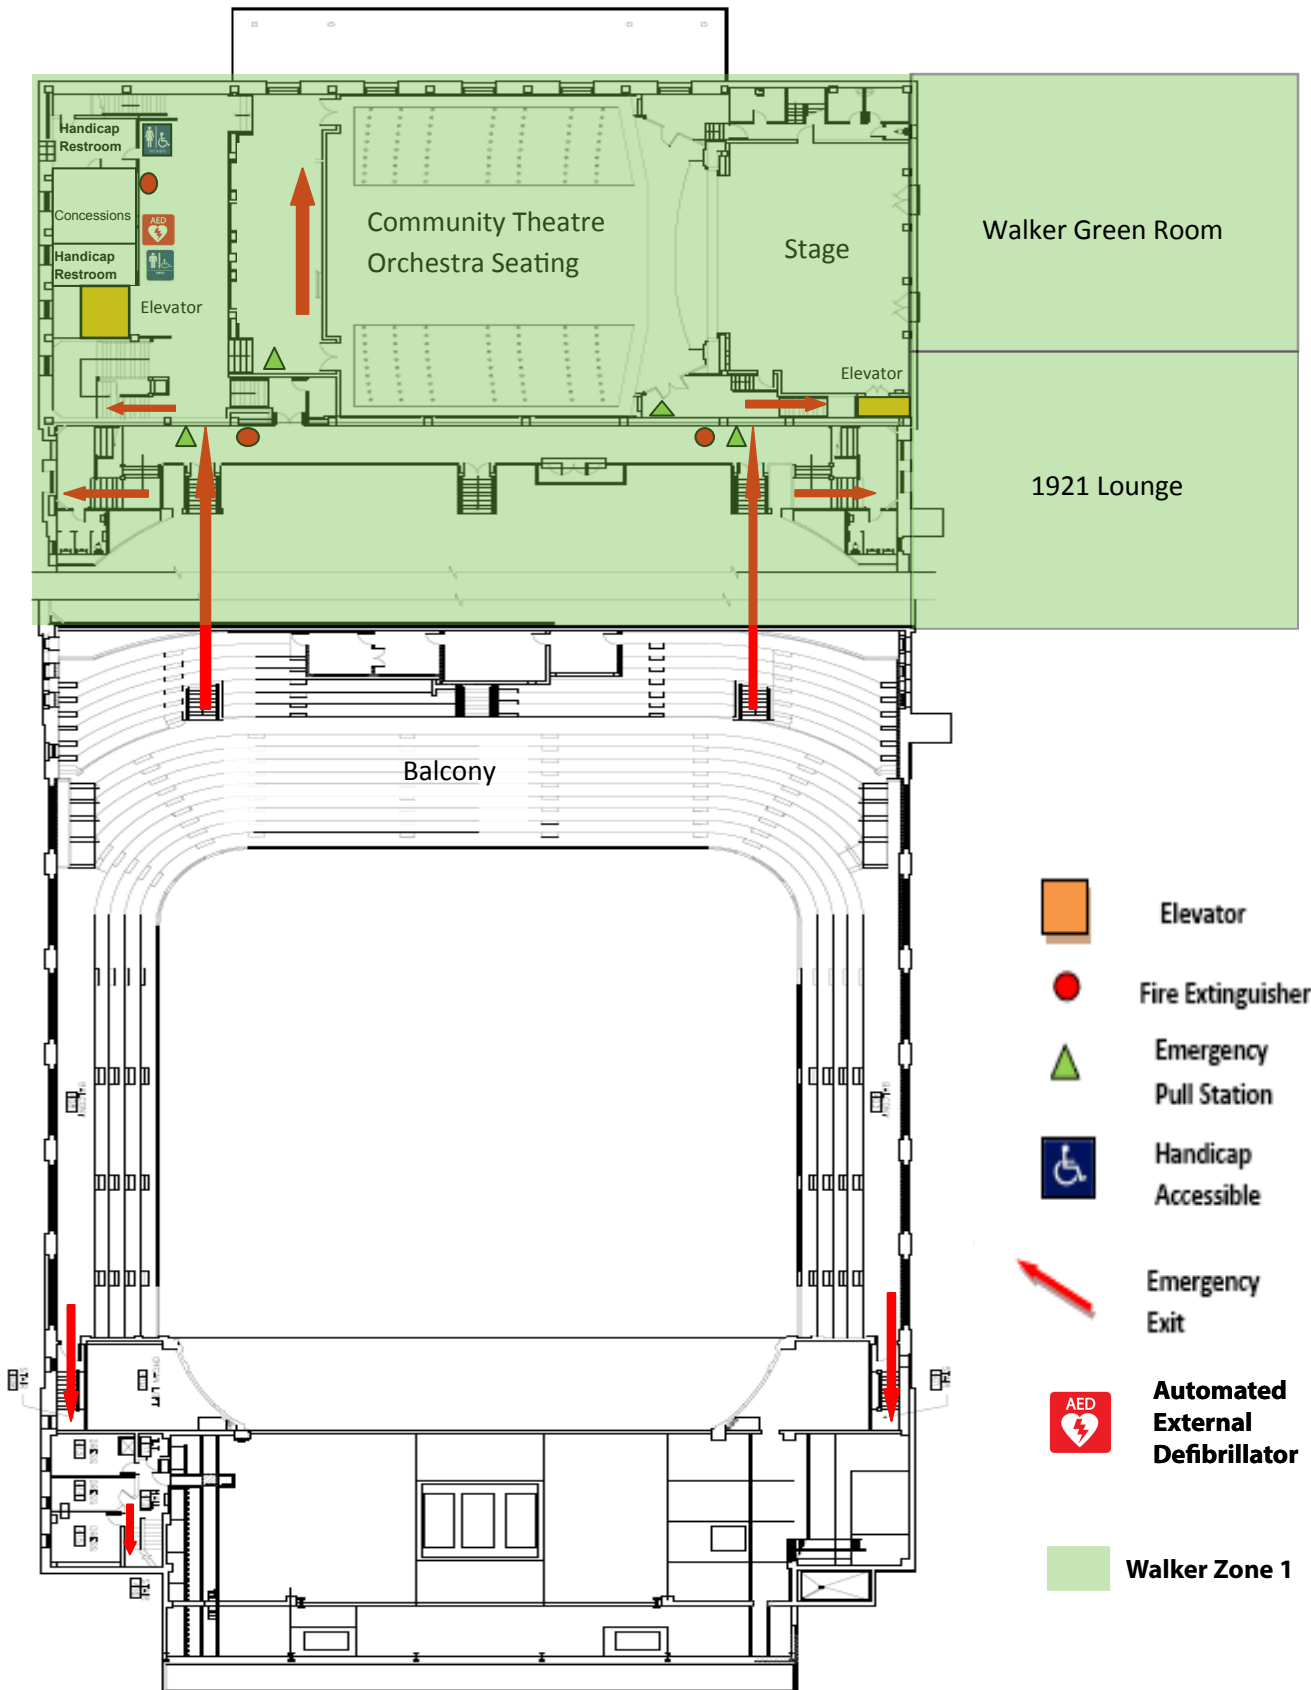 Handicap
Restroom
Concessions
AED
Handicap
Restroom
Elevator
Community Theatre
Orchestra Seating
Stage
Elevator
Walker Green Room
1921 Lounge
Balcony
Elevator
Fire Extinguisher
Emergency
Pull Station
Handicap
Accessible
Emergency
Exit
AED
Automated
External
Defibrillator
Walker Zone 1